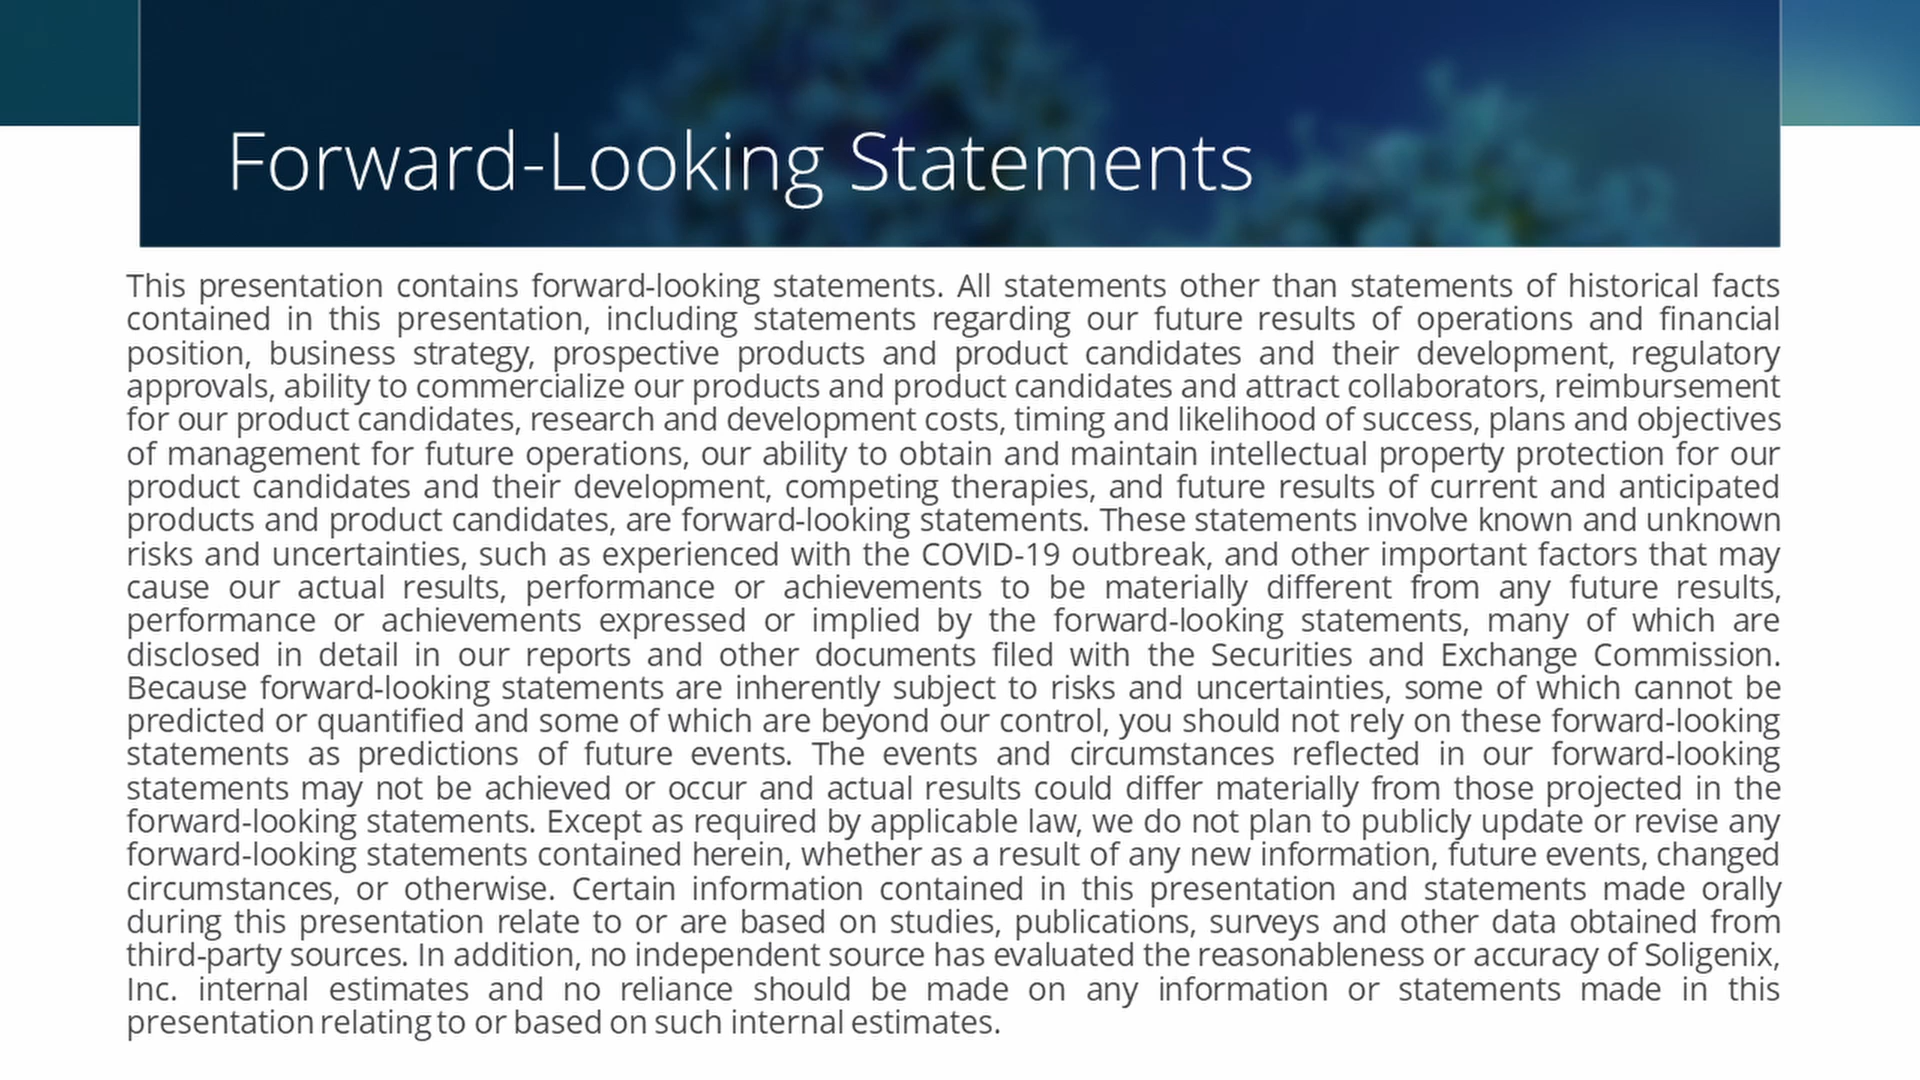 Forward-Looking Statements
This presentation contains forward-looking statements. All statements other than statements of historical facts
contained in this presentation, including statements regarding our future results of operations and financial
position, business strategy, prospective products and product candidates and their development, regulatory
approvals, ability to commercialize our products and product candidates and attract collaborators, reimbursement
for our product candidates, research and development costs, timing and likelihood of success, plans and objectives
of management for future operations, our ability to obtain and maintain intellectual property protection for our
product candidates and their development, competing therapies, and future results of current and anticipated
products and product candidates, are forward-looking statements. These statements involve known and unknown
risks and uncertainties, such as experienced with the COVID-19 outbreak, and other important factors that may
cause our actual results, performance or achievements to be materially different from any future results,
performance or achievements expressed or implied by the forward-looking statements, many of which are
disclosed in detail in our reports and other documents filed with the Securities and Exchange Commission.
Because forward-looking statements are inherently subject to risks and uncertainties, some of which cannot be
predicted or quantified and some of which are beyond our control, you should not rely on these forward-looking
statements as predictions of future events. The events and circumstances reflected in our forward-looking
statements may not be achieved or occur and actual results could differ materially from those projected in the
forward-looking statements. Except as required by applicable law, we do not plan to publicly update or revise any
forward-looking statements contained herein, whether as a result of any new information, future events, changed
circumstances, or otherwise. Certain information contained in this presentation and statements made orally
during this presentation relate to or are based on studies, publications, surveys and other data obtained from
third-party sources. In addition, no independent source has evaluated the reasonableness or accuracy of Soligenix,
Inc. internal estimates and no reliance should be made on any information or statements made in this
presentation relating to or based on such internal estimates.